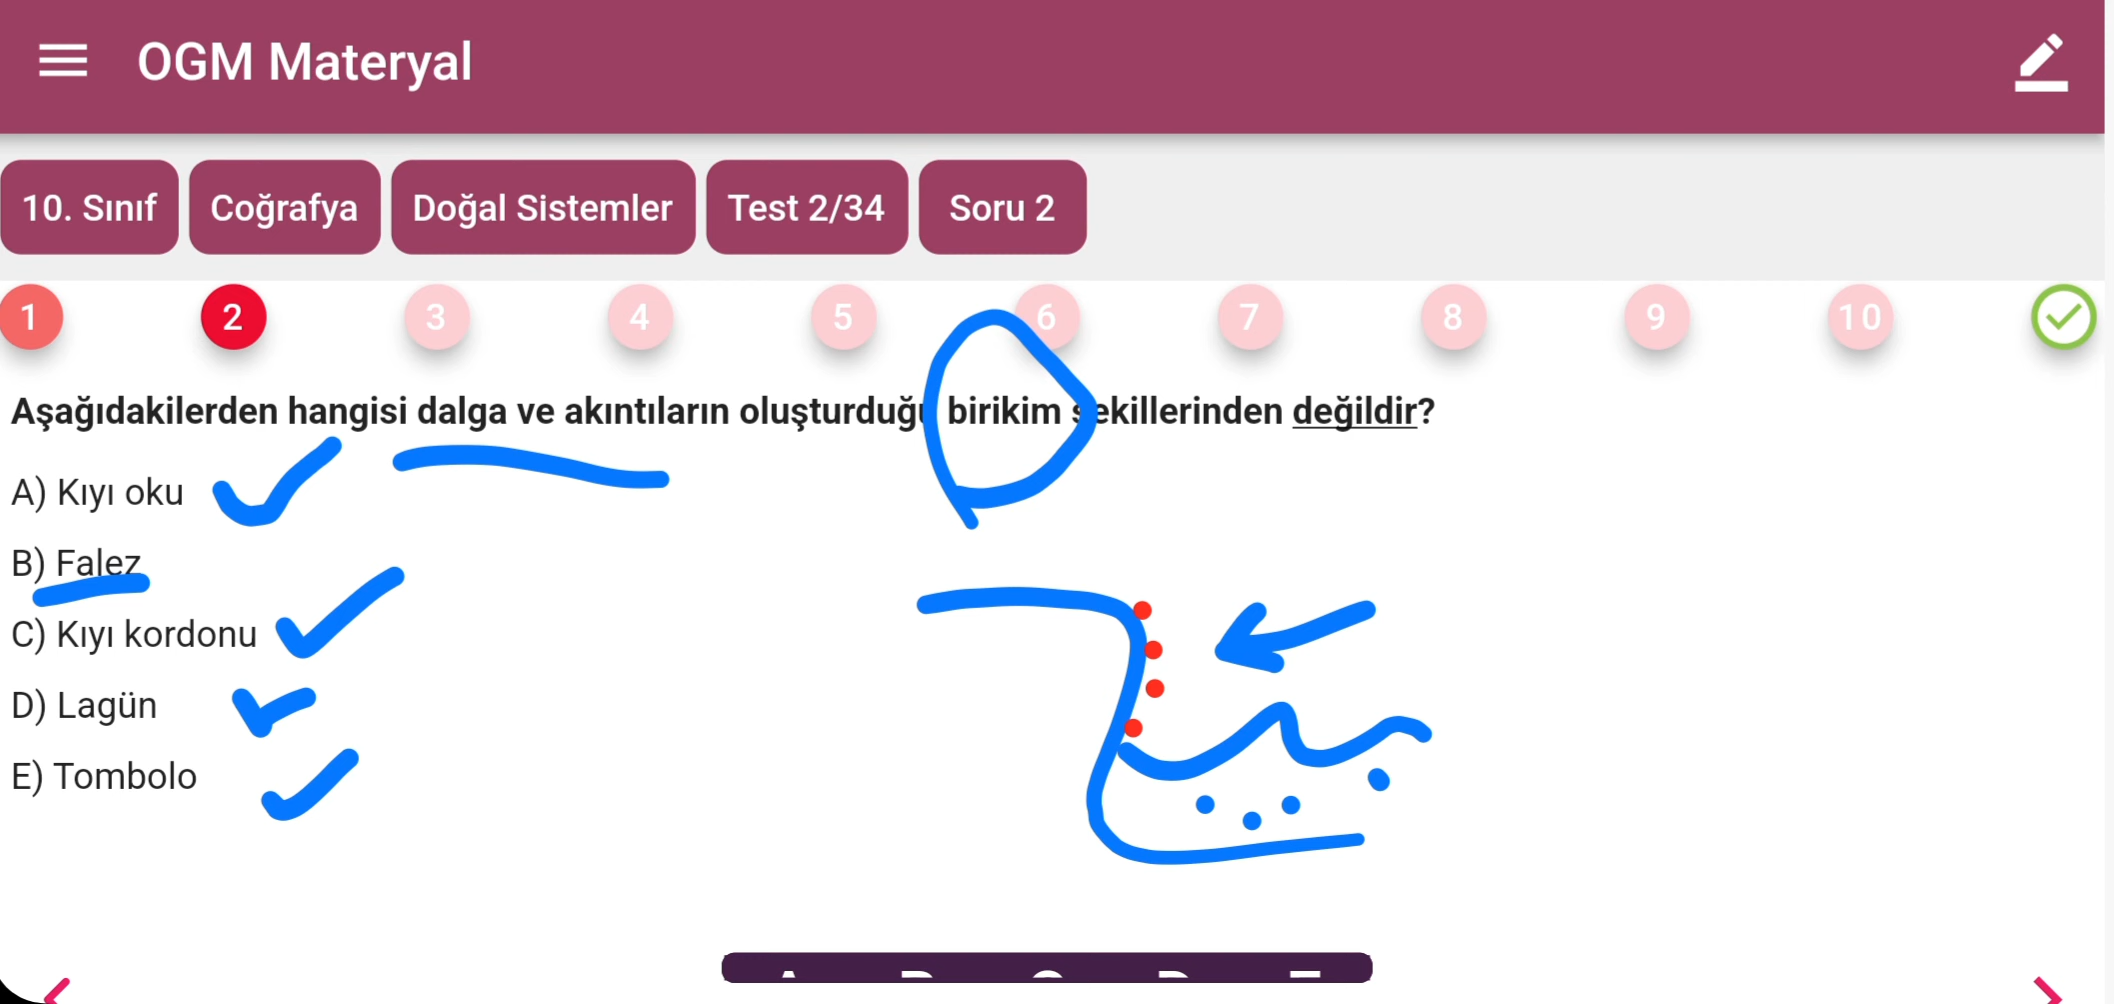 OGM Materyal
10. Sınıf Coğrafya Doğal Sistemler Test 2/34 Soru 2
1 2 3 4 5 6 7 8 9 10
Aşağıdakilerden hangisi dalga ve akıntıların oluşturduğu birikim şekillerinden değildir?
A) Kıyı oku
B) Falez
C) Kıyı kordonu
D) Lagün
E) Tombolo